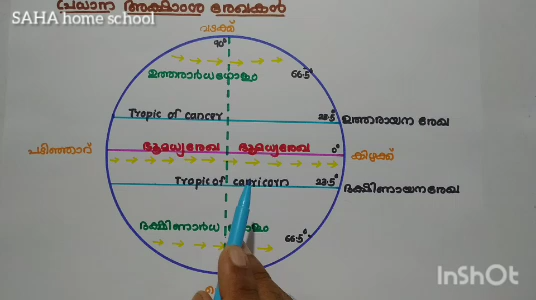 SAHA home school
പ്രധാന അക്ഷാംശ രേഖകൾ
വടക്ക്
90°
ഉത്തരാർധഗോളം
66.5°
Tropic of cancer
23.5°
ഉത്തരായന രേഖ
പടിഞ്ഞാറ്
ഭൂമധ്യരേഖ
ഭൂമധ്യരേഖ
0°
കിഴക്ക്
Tropic of capricorn
23.5°
ദക്ഷിണായനരേഖ
66.5°
InShOt